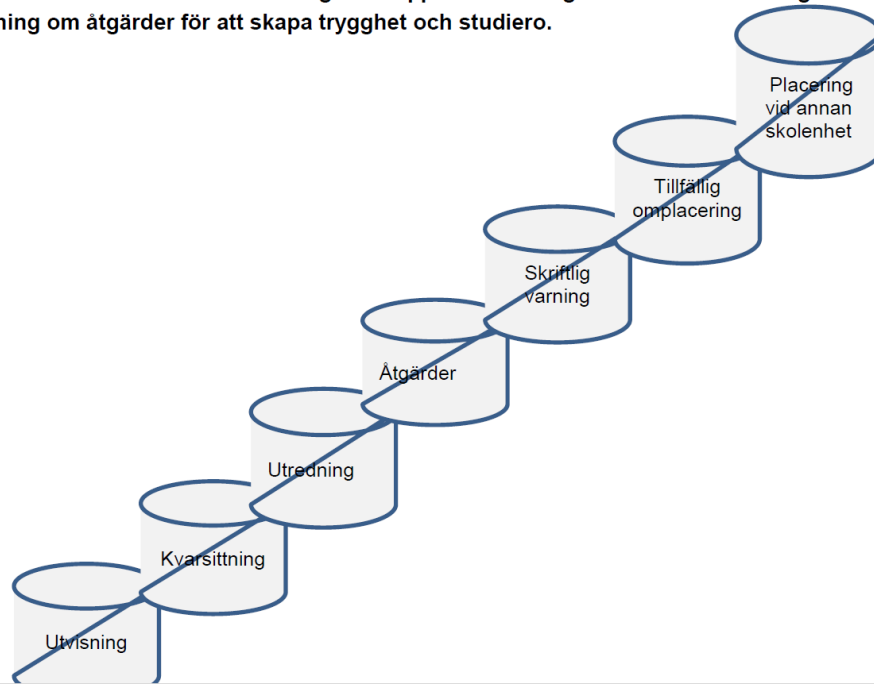 ning om åtgärder för att skapa trygghet och studiero.
Placering
vid annan
skolenhet
Tillfällig
omplacering
Skriftlig
varning
Åtgärder
Utredning
Kvarsittning
Utvisning